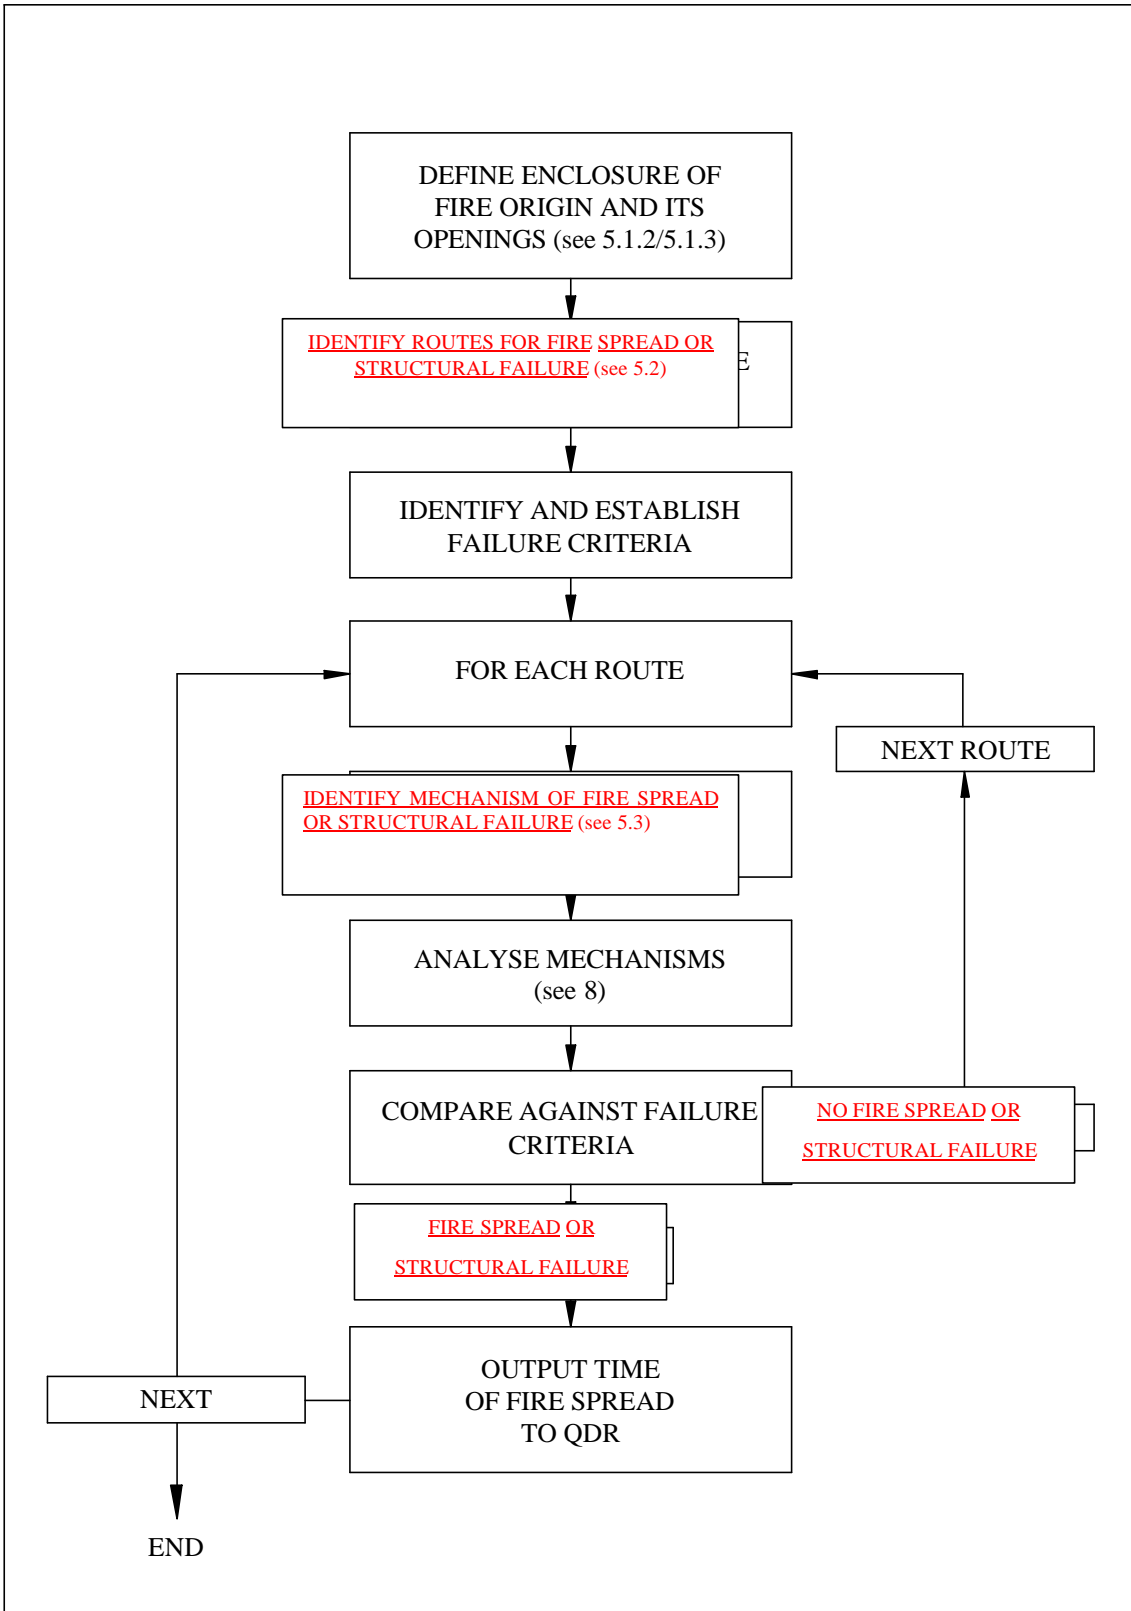 DEFINE ENCLOSURE OF
FIRE ORIGIN AND ITS
OPENINGS (see 5.1.2/5.1.3)
IDENTIFY ROUTES FOR FIRE SPREAD OR
STRUCTURAL FAILURE (see 5.2)
IDENTIFY AND ESTABLISH
FAILURE CRITERIA
FOR EACH ROUTE
NEXT ROUTE
IDENTIFY MECHANISM OF FIRE SPREAD
OR STRUCTURAL FAILURE (see 5.3)
ANALYSE MECHANISMS
(see 8)
COMPARE AGAINST FAILURE
CRITERIA
NO FIRE SPREAD OR
STRUCTURAL FAILURE
FIRE SPREAD OR
STRUCTURAL FAILURE
OUTPUT TIME
OF FIRE SPREAD
TO QDR
NEXT
END